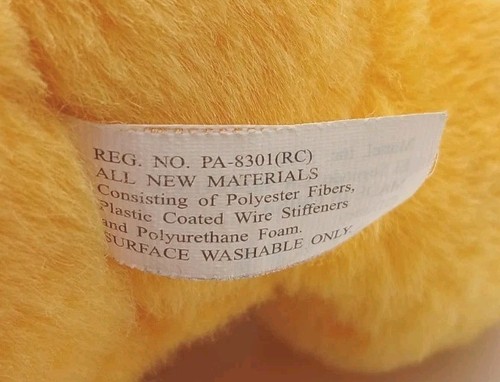 REG. NO. PA-8301(RC)
ALL NEW MATERIALS
Consisting of Polyester Fibers,
Plastic Coated Wire Stiffeners
and Polyurethane Foam.
SURFACE WASHABLE ONLY.